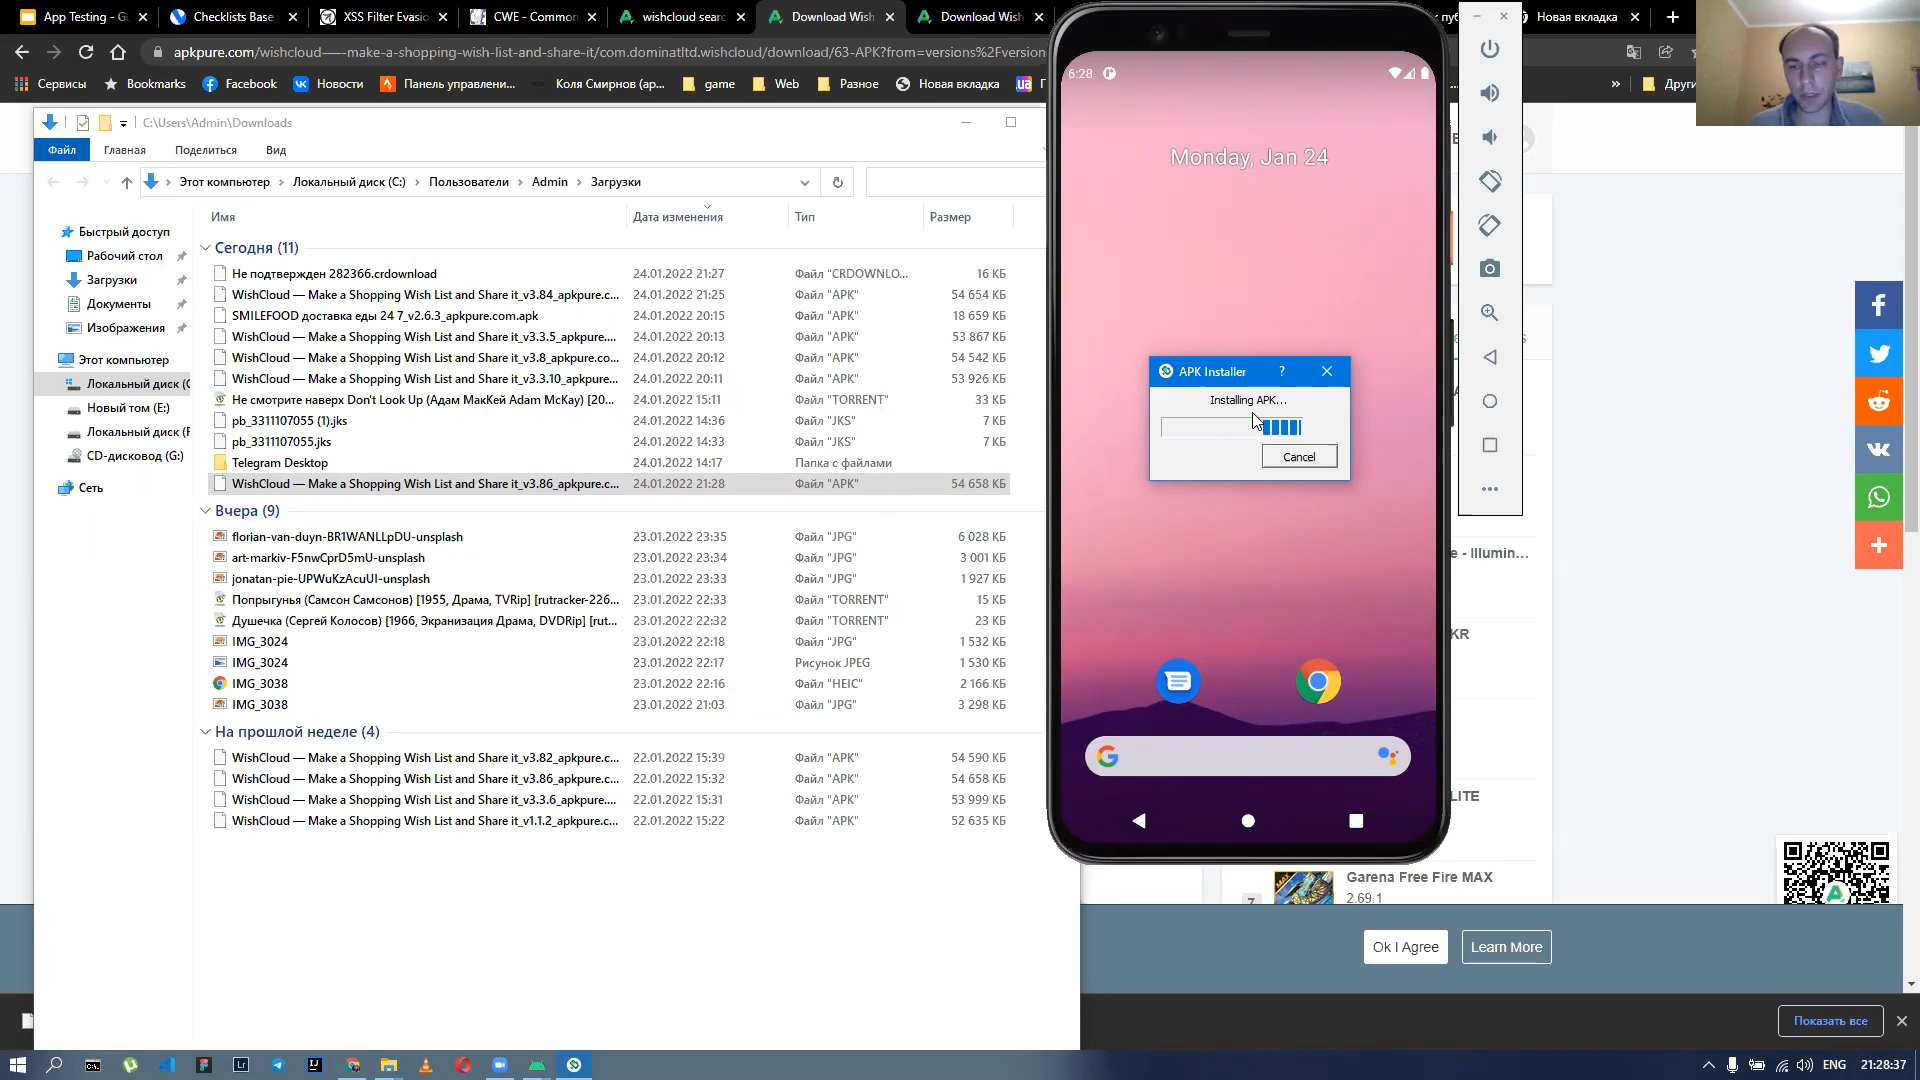 App Testing - G
Checklists Base
XSS Filter Evasio
CWE - Common
wishcloud searc
Download Wish
Download Wish
к пуб
Новая вкладка
apkpure.com/wishcloud-—-make-a-shopping-wish-list-and-share-it/com.dominatltd.wishcloud/download/63-APK?from=versions%2Fversion
Сервисы
Bookmarks
Facebook
Новости
Панель управлени...
Коля Смирнов (ар...
game
Web
Разное
Новая вкладка
»
Други
C:\Users\Admin\Downloads
Файл
Главная
Поделиться
Вид
Этот компьютер > Локальный диск (C:) > Пользователи > Admin > Загрузки
Имя
Дата изменения
Тип
Размер
Быстрый доступ
Рабочий стол
Загрузки
Документы
Изображения
Этот компьютер
Локальный диск (C
Новый том (E:)
Локальный диск (F
CD-дисковод (G:)
Сеть
Сегодня (11)
Не подтвержден 282366.crdownload 24.01.2022 21:27 Файл "CRDOWNLO... 16 КБ
WishCloud — Make a Shopping Wish List and Share it_v3.84_apkpure.c... 24.01.2022 21:25 Файл "APK" 54 654 КБ
SMILEFOOD доставка еды 24 7_v2.6.3_apkpure.com.apk 24.01.2022 20:15 Файл "APK" 18 659 КБ
WishCloud — Make a Shopping Wish List and Share it_v3.3.5_apkpure.... 24.01.2022 20:13 Файл "APK" 53 867 КБ
WishCloud — Make a Shopping Wish List and Share it_v3.8_apkpure.co... 24.01.2022 20:12 Файл "APK" 54 542 КБ
WishCloud — Make a Shopping Wish List and Share it_v3.3.10_apkpure... 24.01.2022 20:11 Файл "APK" 53 926 КБ
Не смотрите наверх Don't Look Up (Адам МакКей Adam McKay) [20... 24.01.2022 15:11 Файл "TORRENT" 33 КБ
pb_3311107055 (1).jks 24.01.2022 14:36 Файл "JKS" 7 КБ
pb_3311107055.jks 24.01.2022 14:33 Файл "JKS" 7 КБ
Telegram Desktop 24.01.2022 14:17 Папка с файлами
WishCloud — Make a Shopping Wish List and Share it_v3.86_apkpure.c... 24.01.2022 21:28 Файл "APK" 54 658 КБ
Вчера (9)
florian-van-duyn-BR1WANLLpDU-unsplash 23.01.2022 23:35 Файл "JPG" 6 028 КБ
art-markiv-F5nwCprD5mU-unsplash 23.01.2022 23:34 Файл "JPG" 3 001 КБ
jonatan-pie-UPWuKzAcuUI-unsplash 23.01.2022 23:33 Файл "JPG" 1 927 КБ
Попрыгунья (Самсон Самсонов) [1955, Драма, TVRip] [rutracker-226... 23.01.2022 22:33 Файл "TORRENT" 15 КБ
Душечка (Сергей Колосов) [1966, Экранизация Драма, DVDRip] [rut... 23.01.2022 22:32 Файл "TORRENT" 23 КБ
IMG_3024 23.01.2022 22:18 Файл "JPG" 1 532 КБ
IMG_3024 23.01.2022 22:17 Рисунок JPEG 1 530 КБ
IMG_3038 23.01.2022 22:16 Файл "HEIC" 2 166 КБ
IMG_3038 23.01.2022 21:03 Файл "JPG" 3 298 КБ
На прошлой неделе (4)
WishCloud — Make a Shopping Wish List and Share it_v3.82_apkpure.c... 22.01.2022 15:39 Файл "APK" 54 590 КБ
WishCloud — Make a Shopping Wish List and Share it_v3.86_apkpure.c... 22.01.2022 15:32 Файл "APK" 54 658 КБ
WishCloud — Make a Shopping Wish List and Share it_v3.3.6_apkpure.... 22.01.2022 15:31 Файл "APK" 53 999 КБ
WishCloud — Make a Shopping Wish List and Share it_v1.1.2_apkpure.c... 22.01.2022 15:22 Файл "APK" 52 635 КБ
6:28
Monday, Jan 24
APK Installer
?
Installing APK...
Cancel
e - Illumin...
KR
LITE
7
Garena Free Fire MAX
2.69.1
Ok I Agree
Learn More
Показать все
ENG
21:28:37